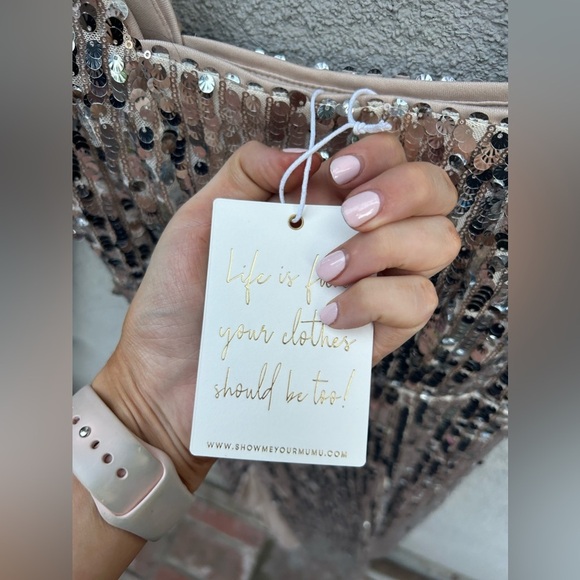 Life is
your clothes
should be too!
WWW.SHOWMEYOURMUMU.COM